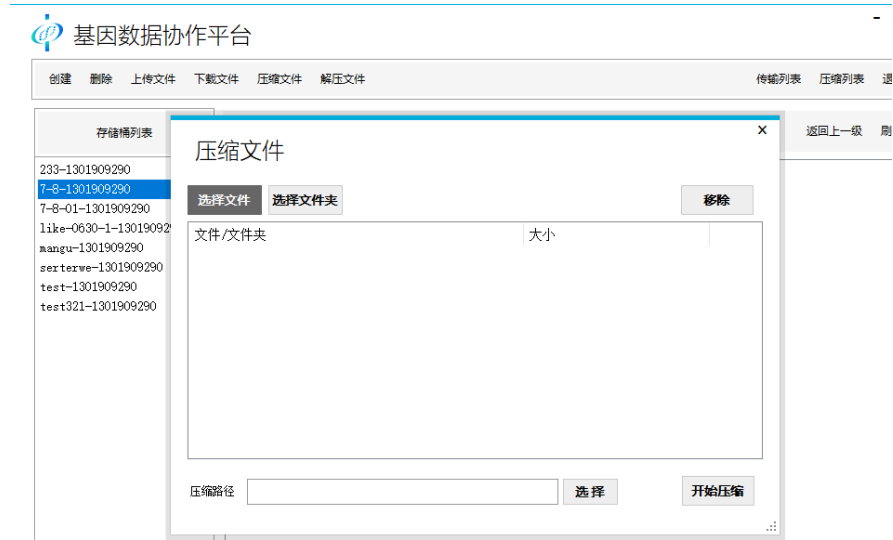 基因数据协作平台
创建 删除 上传文件 下载文件 压缩文件 解压文件 传输列表 压缩列表
存储桶列表 返回上一级
233-1301909290
7-8-1301909290
7-8-01-1301909290
like-0630-1-13019092
mangu-1301909290
serterwe-1301909290
test-1301909290
test321-1301909290
压缩文件 x
选择文件 选择文件夹 移除
文件/文件夹 大小
压缩路径 选择 开始压缩